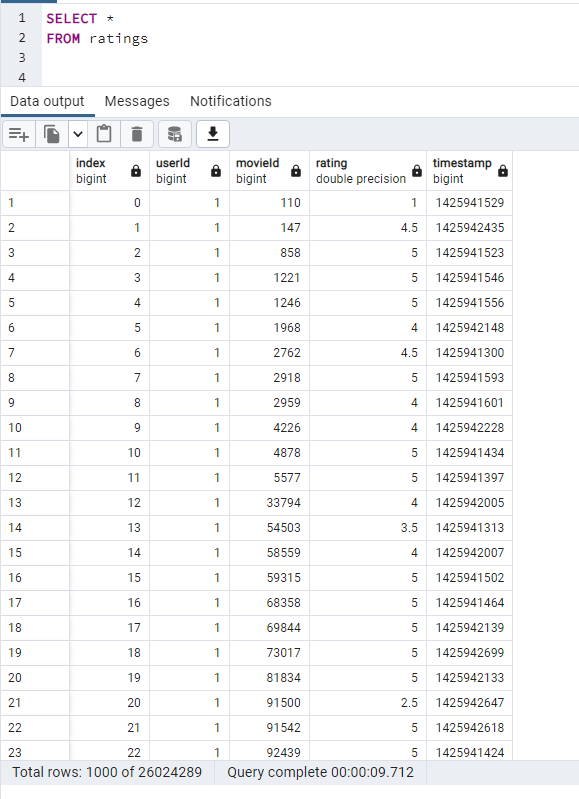 1 SELECT *
2 FROM ratings
3
4
Data output Messages Notifications
index userId movieId rating timestamp
bigint bigint bigint double precision bigint
1 0 1 110 1 1425941529
2 1 1 147 4.5 1425942435
3 2 1 858 5 1425941523
4 3 1 1221 5 1425941546
5 4 1 1246 5 1425941556
6 5 1 1968 4 1425942148
7 6 1 2762 4.5 1425941300
8 7 1 2918 5 1425941593
9 8 1 2959 4 1425941601
10 9 1 4226 4 1425942228
11 10 1 4878 5 1425941434
12 11 1 5577 5 1425941397
13 12 1 33794 4 1425942005
14 13 1 54503 3.5 1425941313
15 14 1 58559 4 1425942007
16 15 1 59315 5 1425941502
17 16 1 68358 5 1425941464
18 17 1 69844 5 1425942139
19 18 1 73017 5 1425942699
20 19 1 81834 5 1425942133
21 20 1 91500 2.5 1425942647
22 21 1 91542 5 1425942618
23 22 1 92439 5 1425941424
Total rows: 1000 of 26024289 Query complete 00:00:09.712